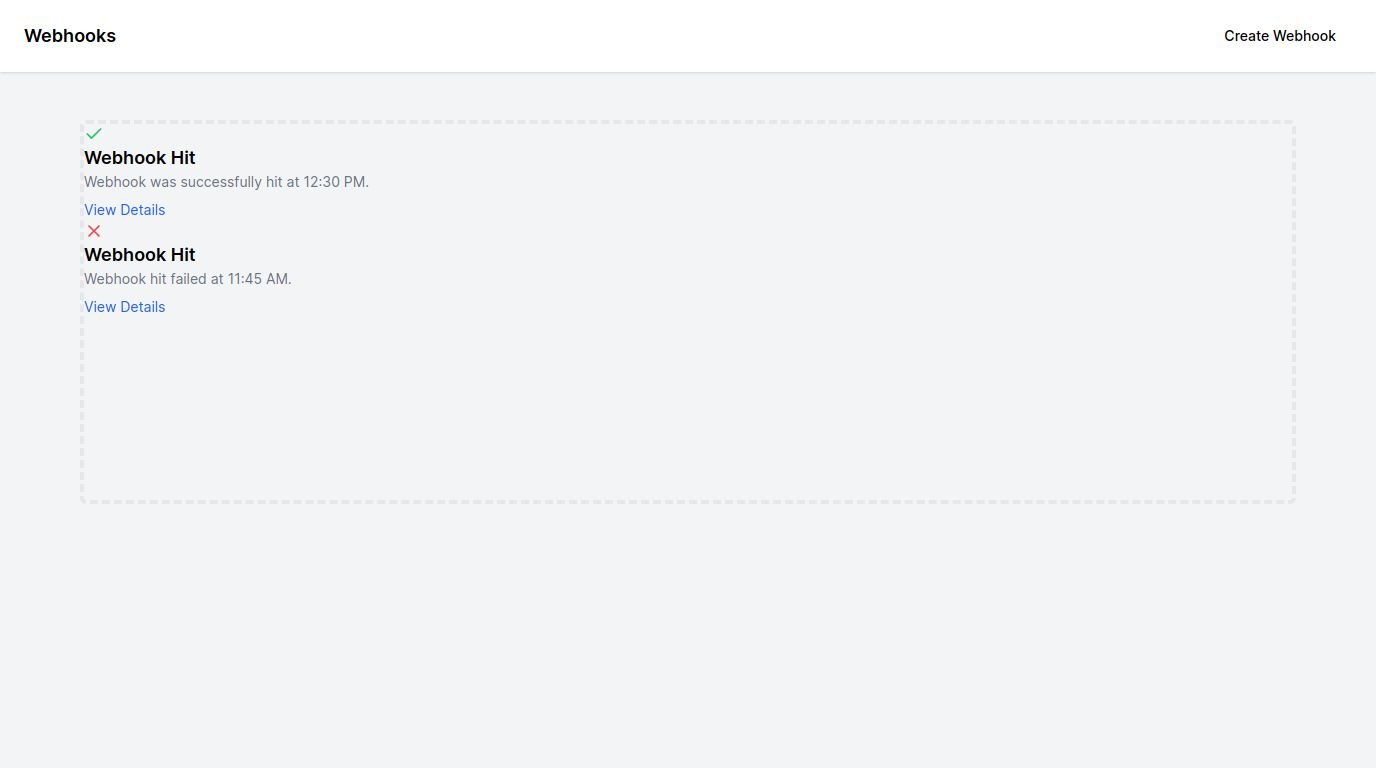 Webhooks
Create Webhook
Webhook Hit
Webhook was successfully hit at 12:30 PM.
View Details
Webhook Hit
Webhook hit failed at 11:45 AM.
View Details